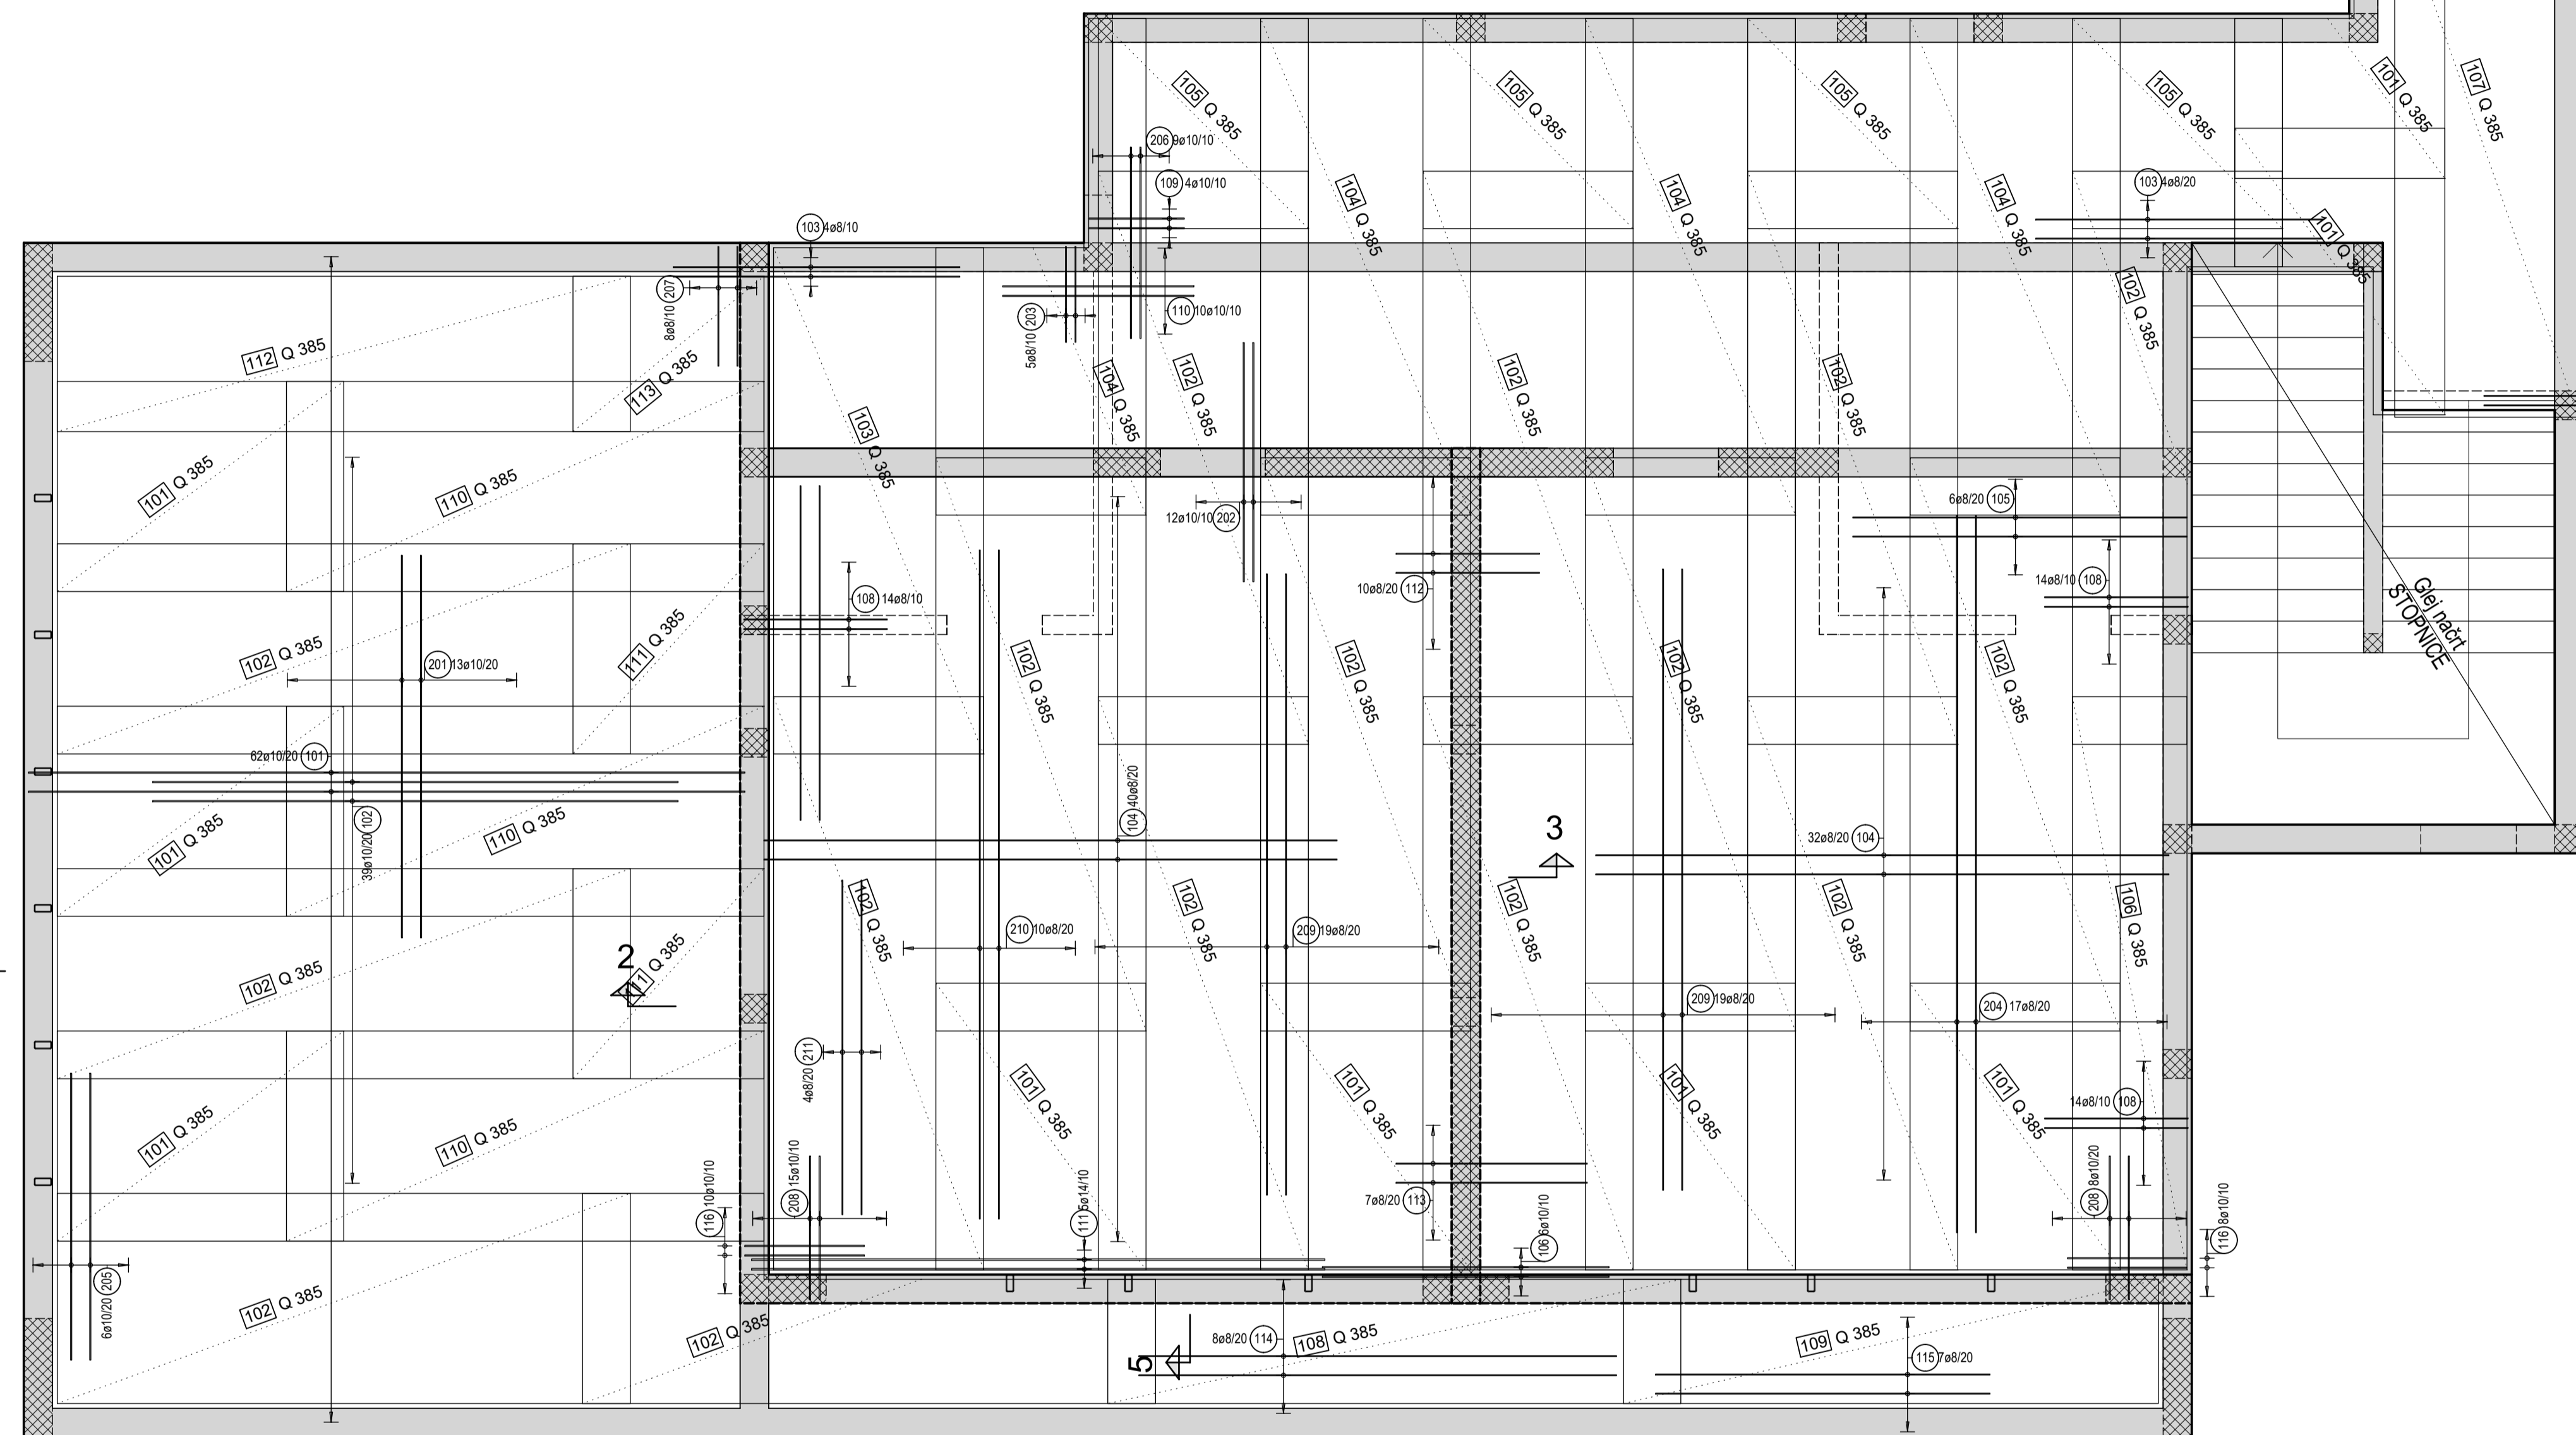 105 Q 385
105 Q 385
105 Q 385
105 Q 385
101 Q 385
107 Q 385
206 9ø10/10
109 4ø10/10
104 Q 385
104 Q 385
104 Q 385
103 4ø8/20
103 4ø8/10
101 Q 385
8ø8/10 207
5ø8/10 203
110 10ø10/10
102 Q 385
112 Q 385
113 Q 385
104 Q 385
102 Q 385
102 Q 385
102 Q 385
103 Q 385
101 Q 385
110 Q 385
12ø10/10 202
6ø8/20 105
10ø8/20 112
14ø8/10 108
108 14ø8/10
Glej načrt
STOPNICE
102 Q 385
201 13ø10/20
111 Q 385
102 Q 385
102 Q 385
102 Q 385
102 Q 385
62ø10/20 101
39ø10/20 102
101 Q 385
110 Q 385
104 40ø8/20
3
32ø8/20 104
102 Q 385
102 Q 385
102 Q 385
102 Q 385
106 Q 385
210 10ø8/20
209 19ø8/20
2
102 Q 385
111 Q 385
209 19ø8/20
204 17ø8/20
4ø8/20 211
101 Q 385
101 Q 385
101 Q 385
101 Q 385
14ø8/10 108
101 Q 385
110 Q 385
116 10ø10/10
208 15ø10/10
111 5ø14/10
7ø8/20 113
106 6ø10/10
208 8ø10/20
116 8ø10/10
6ø10/20 205
102 Q 385
102 Q 385
8ø8/20 114
108 Q 385
109 Q 385
115 7ø8/20
5